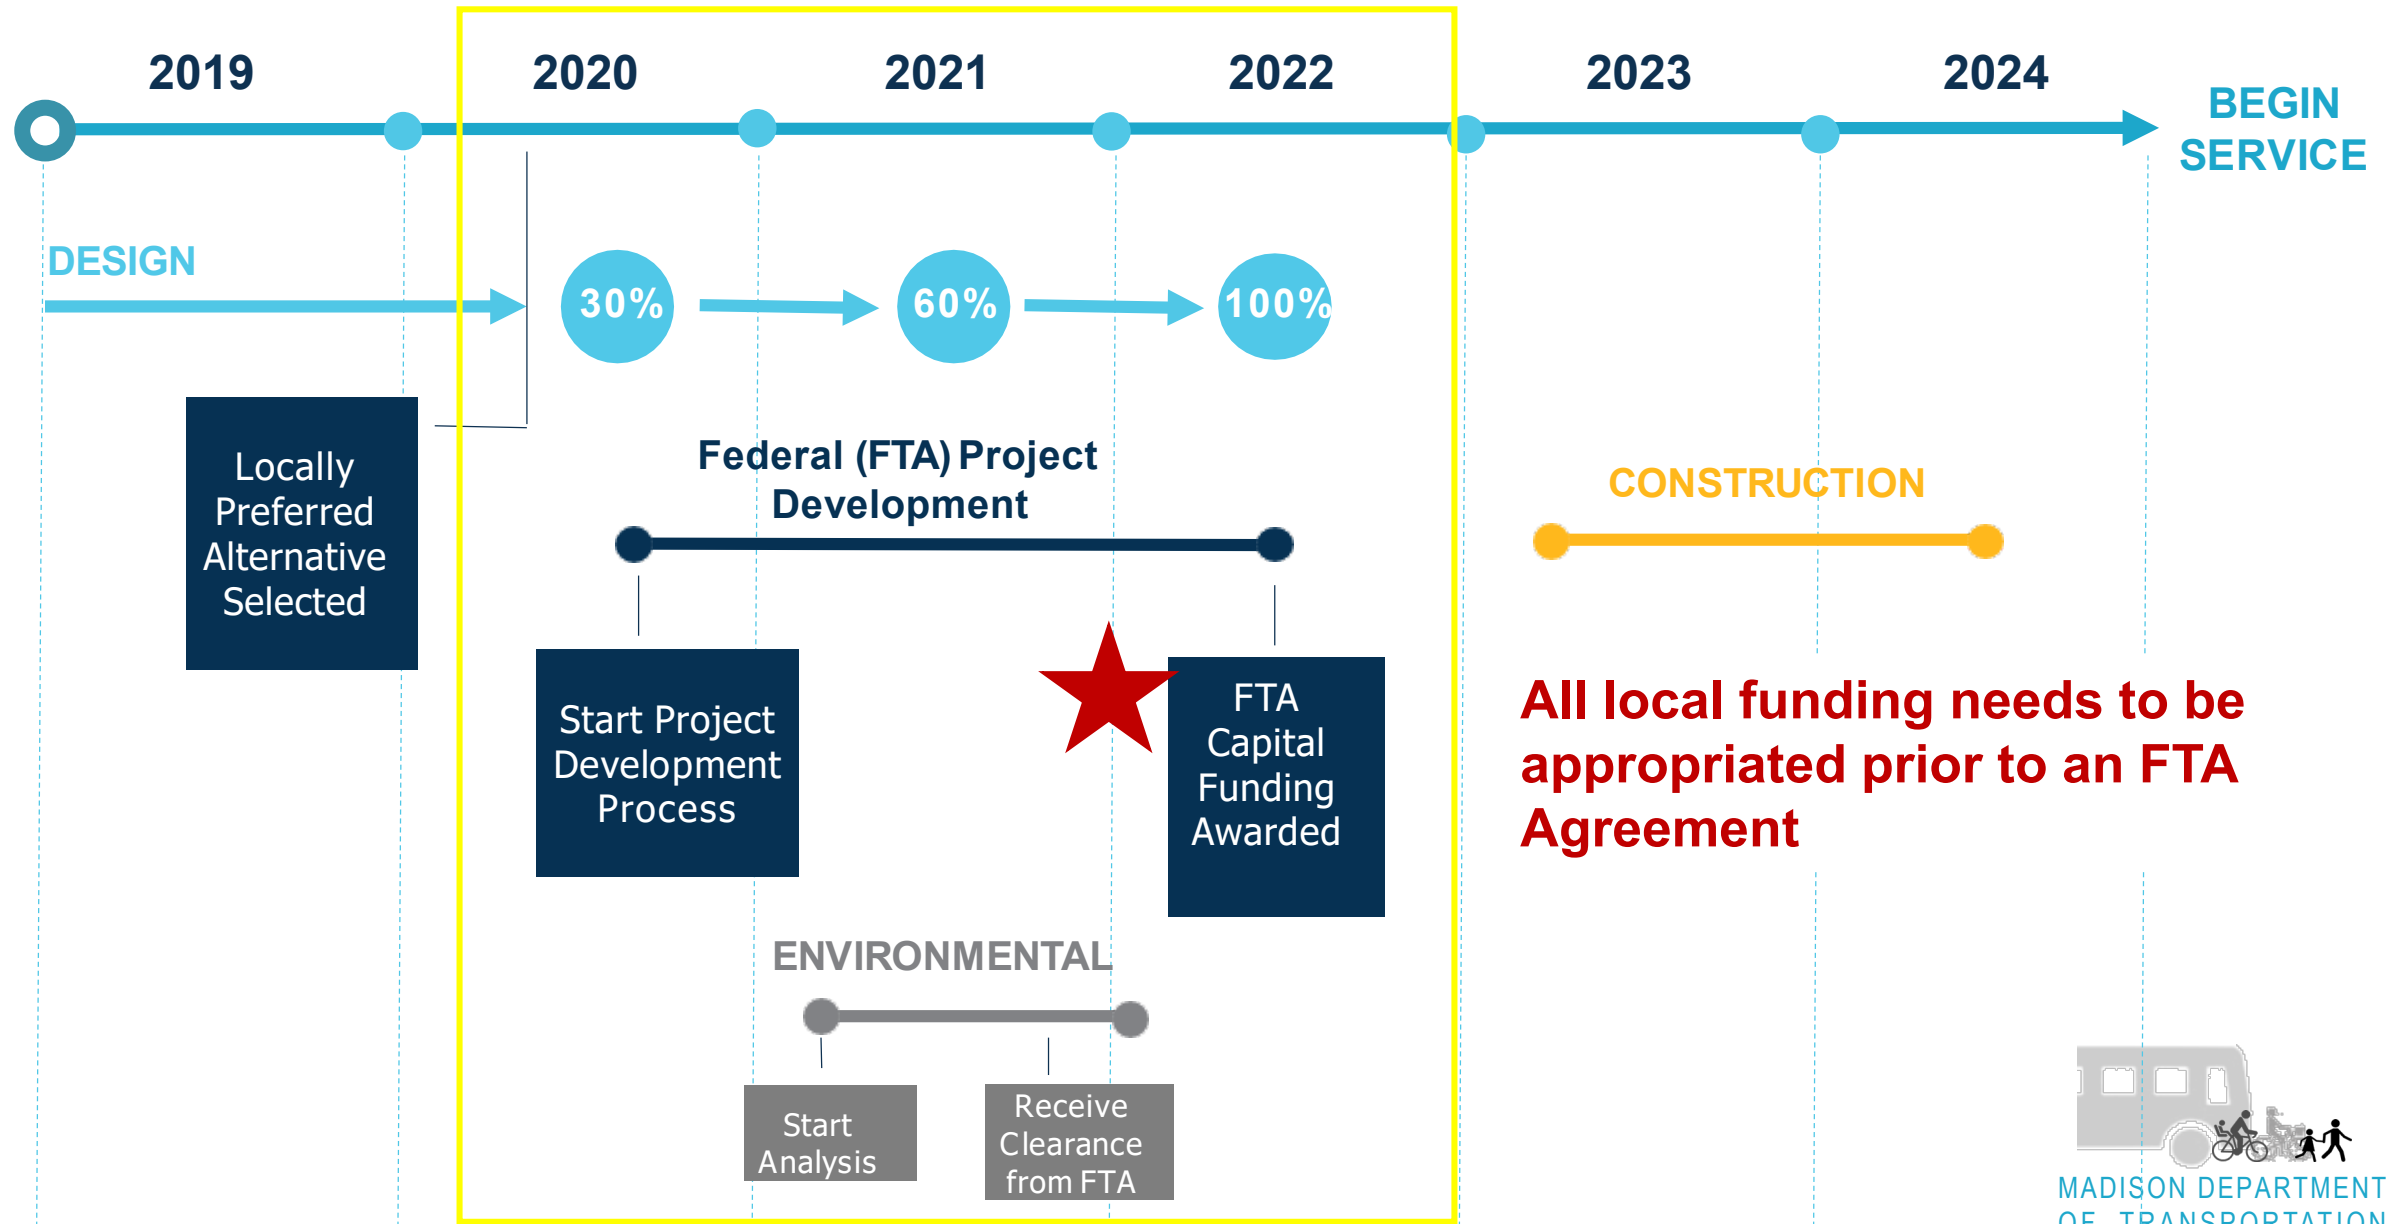 2019
2020
2021
2022
2023
2024
BEGIN
SERVICE
DESIGN
30%
60%
100%
Locally
Preferred
Alternative
Selected
Federal (FTA) Project
Development
CONSTRUCTION
Start Project
Development
Process
FTA
Capital
Funding
Awarded
All local funding needs to be
appropriated prior to an FTA
Agreement
ENVIRONMENTAL
Start
Analysis
Receive
Clearance
from FTA
MADISON DEPARTMENT
OF TRANSPORTATION